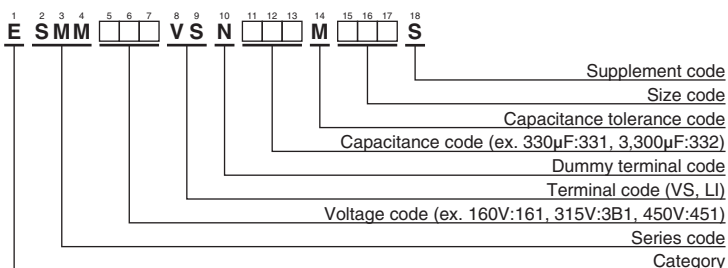 1 2 3 4 5 6 7 8 9 10 11 12 13 14 15 16 17 18
E S M M □□□ V S N □□□ M □□□ S
Supplement code
Size code
Capacitance tolerance code
Capacitance code (ex. 330μF:331, 3,300μF:332)
Dummy terminal code
Terminal code (VS, LI)
Voltage code (ex. 160V:161, 315V:3B1, 450V:451)
Series code
Category